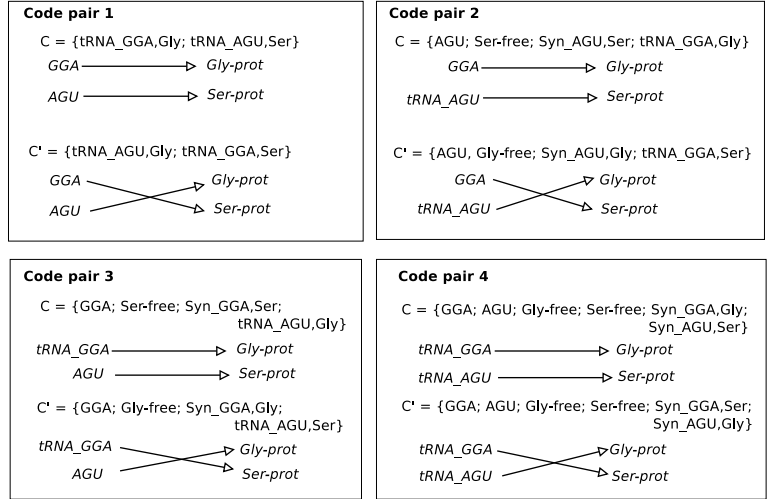 Code pair 1
C = {tRNA_GGA,Gly; tRNA_AGU,Ser}
GGA Gly-prot
AGU Ser-prot
C' = {tRNA_AGU,Gly; tRNA_GGA,Ser}
GGA Gly-prot
AGU Ser-prot
Code pair 2
C = {AGU; Ser-free; Syn_AGU,Ser; tRNA_GGA,Gly}
GGA Gly-prot
tRNA_AGU Ser-prot
C' = {AGU, Gly-free; Syn_AGU,Gly; tRNA_GGA,Ser}
GGA Gly-prot
tRNA_AGU Ser-prot
Code pair 3
C = {GGA; Ser-free; Syn_GGA,Ser;
tRNA_AGU,Gly}
tRNA_GGA Gly-prot
AGU Ser-prot
C' = {GGA; Gly-free; Syn_GGA,Gly;
tRNA_AGU,Ser}
tRNA_GGA Gly-prot
AGU Ser-prot
Code pair 4
C = {GGA; AGU; Gly-free; Ser-free; Syn_GGA,Gly;
Syn_AGU,Ser}
tRNA_GGA Gly-prot
tRNA_AGU Ser-prot
C' = {GGA; AGU; Gly-free; Ser-free; Syn_GGA,Ser;
Syn_AGU,Gly}
tRNA_GGA Gly-prot
tRNA_AGU Ser-prot